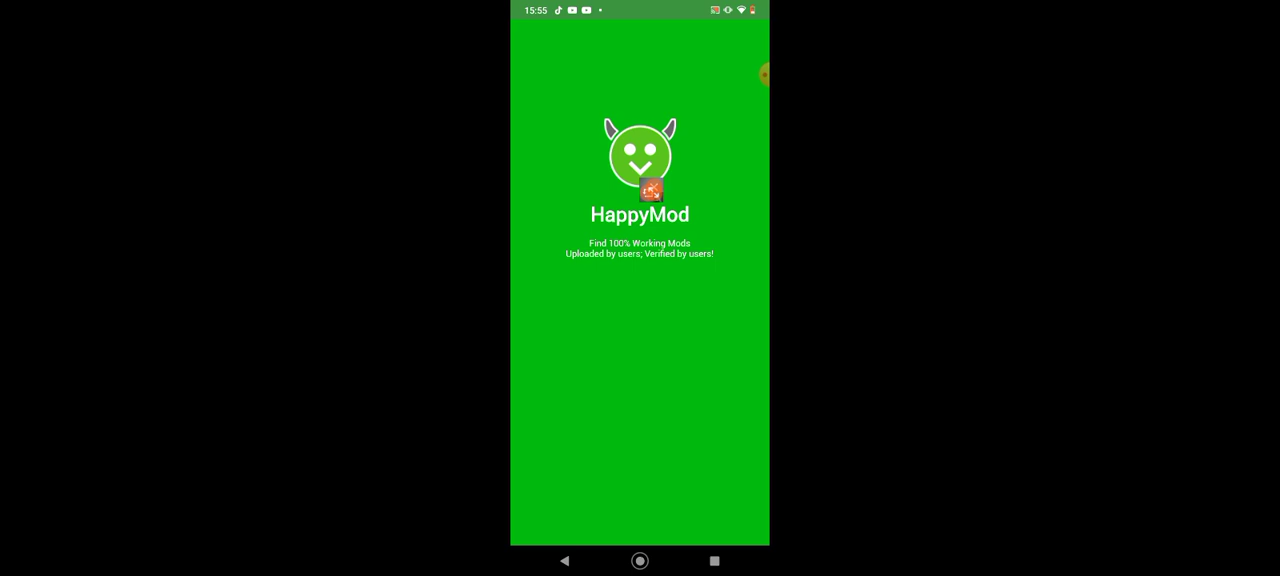 15:55
HappyMod
Find 100% Working Mods
Uploaded by users; Verified by users!